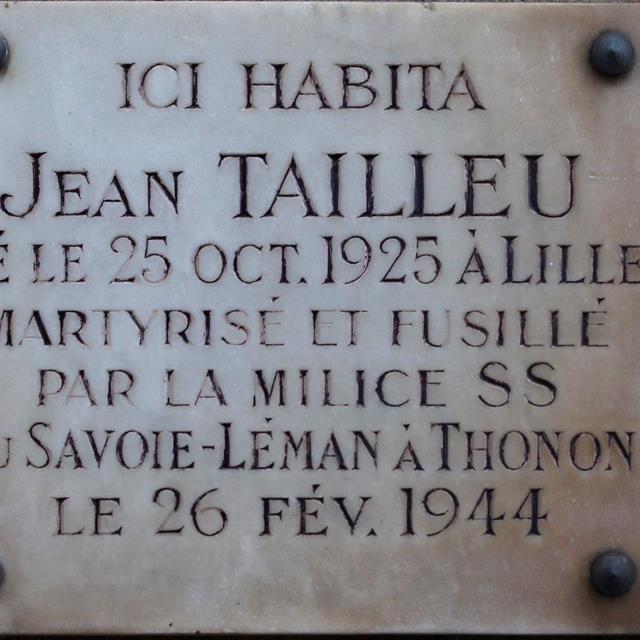 ICI HABITA
JEAN TAILLEU
É LE 25 OCT. 1925 À LILLE
MARTYRISÉ ET FUSILLÉ
PAR LA MILICE SS
U SAVOIE-LÉMAN À THONON
LE 26 FÉV. 1944